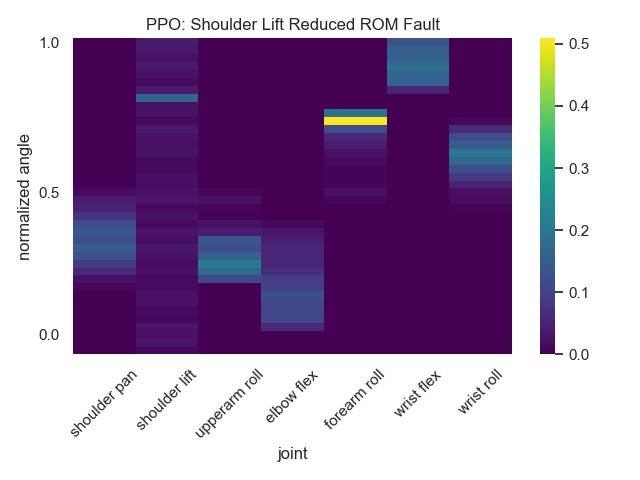 PPO: Shoulder Lift Reduced ROM Fault
1.0
0.5
0.0
normalized angle
shoulder pan
shoulder lift
upperarm roll
elbow flex
forearm roll
wrist flex
wrist roll
joint
0.5
0.4
0.3
0.2
0.1
0.0